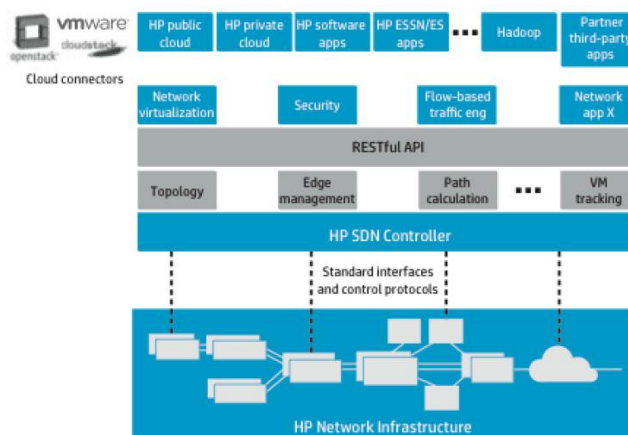 vmware
openstack
cloudstack
Cloud connectors
HP public
cloud
HP private
cloud
HP software
apps
HP ESSN/ES
apps
...
Hadoop
Partner
third-party
apps
Network
virtualization
Security
Flow-based
traffic eng
Network
app X
RESTful API
Topology
Edge
management
Path
calculation
...
VM
tracking
HP SDN Controller
Standard interfaces
and control protocols
HP Network Infrastructure